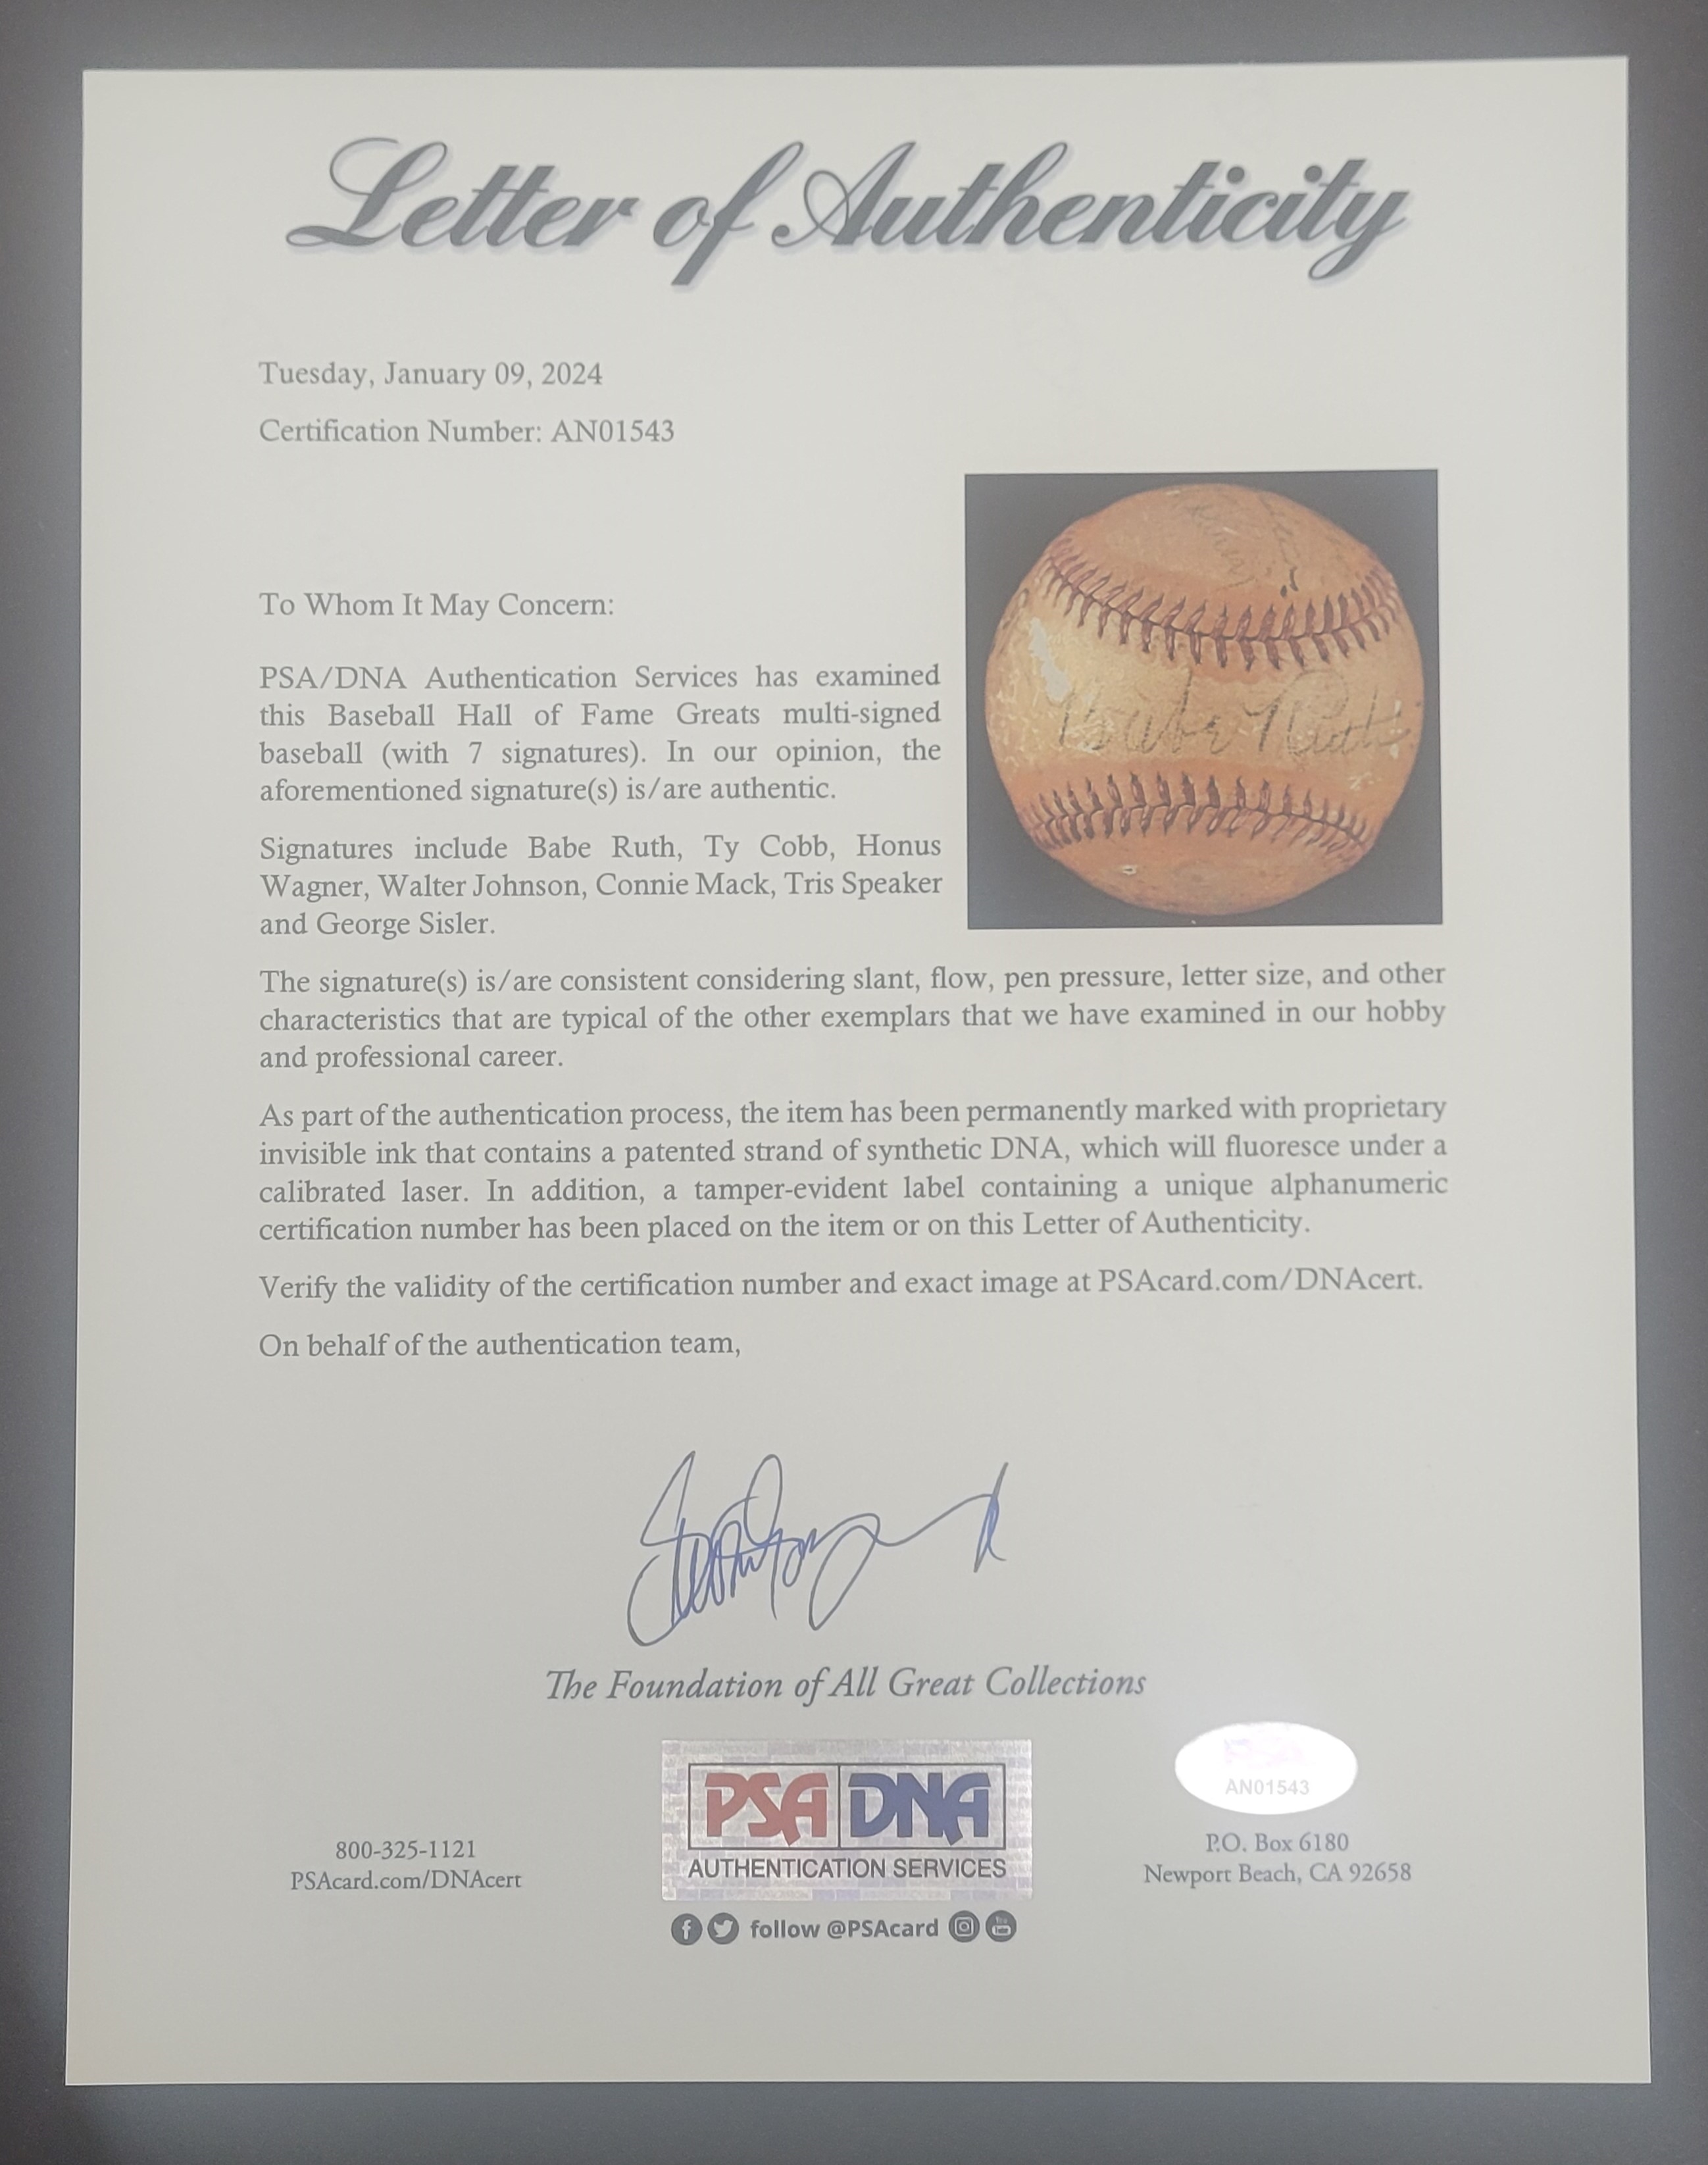 Letter of Authenticity
Tuesday, January 09, 2024
Certification Number: AN01543
To Whom It May Concern:
PSA/DNA Authentication Services has examined
this Baseball Hall of Fame Greats multi-signed
baseball (with 7 signatures). In our opinion, the
aforementioned signature(s) is/are authentic.
Signatures include Babe Ruth, Ty Cobb, Honus
Wagner, Walter Johnson, Connie Mack, Tris Speaker
and George Sisler.
Babe Ruth
The signature(s) is/are consistent considering slant, flow, pen pressure, letter size, and other
characteristics that are typical of the other exemplars that we have examined in our hobby
and professional career.
As part of the authentication process, the item has been permanently marked with proprietary
invisible ink that contains a patented strand of synthetic DNA, which will fluoresce under a
calibrated laser. In addition, a tamper-evident label containing a unique alphanumeric
certification number has been placed on the item or on this Letter of Authenticity.
Verify the validity of the certification number and exact image at PSAcard.com/DNAcert.
On behalf of the authentication team,
The Foundation of All Great Collections
PSA DNA
AUTHENTICATION SERVICES
800-325-1121
PSAcard.com/DNAcert
AN01543
P.O. Box 6180
Newport Beach, CA 92658
follow @PSAcard